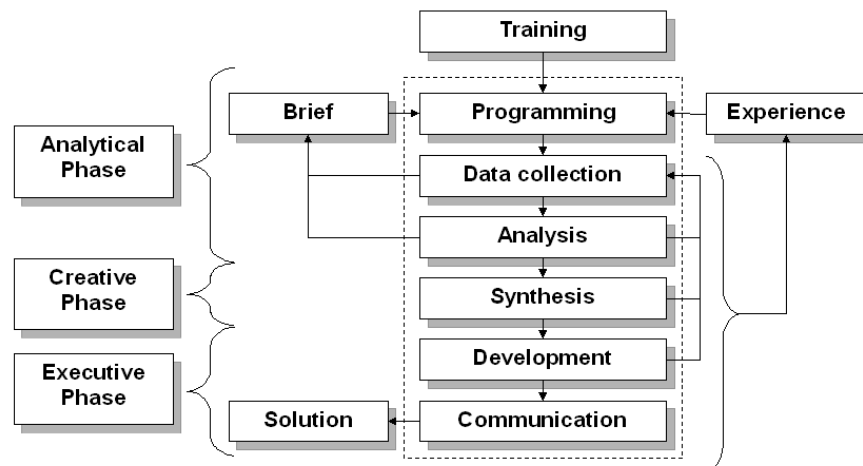 Training
Brief
Programming
Experience
Analytical
Phase
Data collection
Analysis
Creative
Phase
Synthesis
Development
Executive
Phase
Solution
Communication